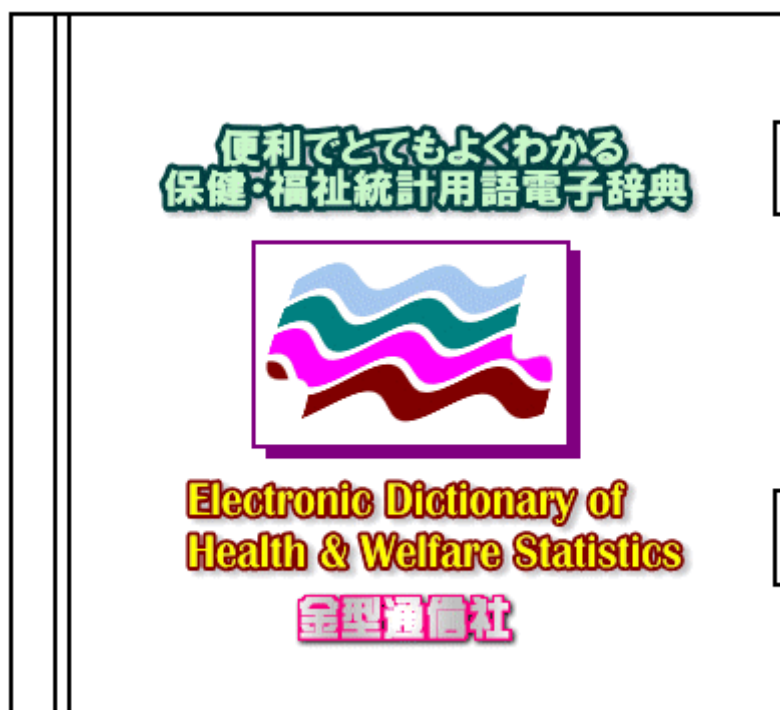 便利でとてもよくわかる
保健・福祉統計用語電子辞典
Electronic Dictionary of
Health & Welfare Statistics
金型通信社